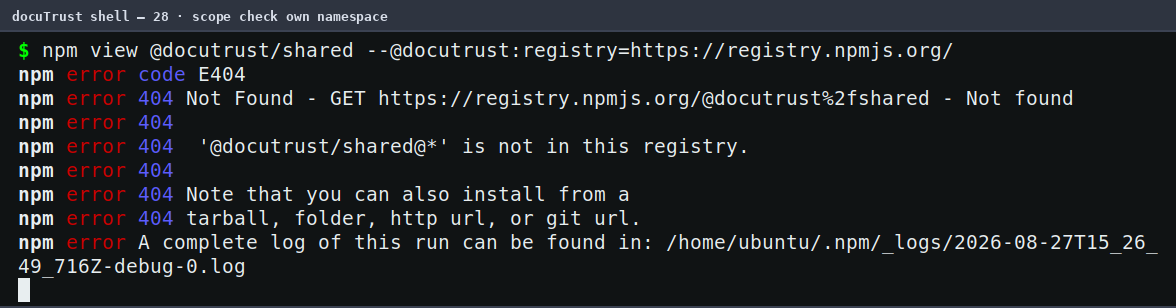 docuTrust shell — 28 · scope check own namespace
$ npm view @docutrust/shared --@docutrust:registry=https://registry.npmjs.org/
npm error code E404
npm error 404 Not Found - GET https://registry.npmjs.org/@docutrust%2fshared - Not found
npm error 404
npm error 404  '@docutrust/shared@*' is not in this registry.
npm error 404
npm error 404 Note that you can also install from a
npm error 404 tarball, folder, http url, or git url.
npm error A complete log of this run can be found in: /home/ubuntu/.npm/_logs/2026-08-27T15_26_
49_716Z-debug-0.log